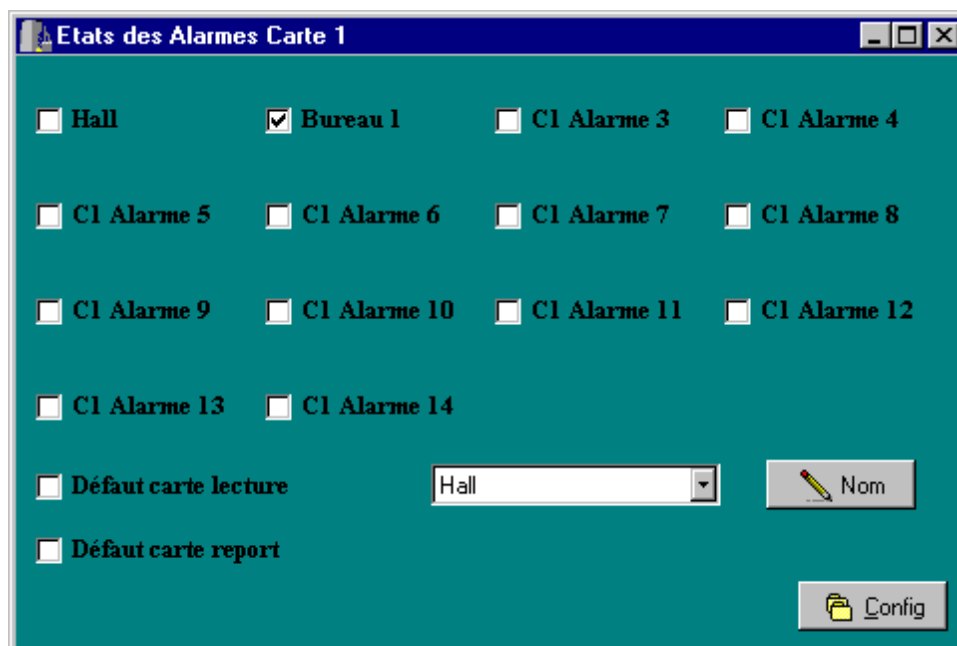 Etats des Alarmes Carte 1
Hall Bureau 1 C1 Alarme 3 C1 Alarme 4
C1 Alarme 5 C1 Alarme 6 C1 Alarme 7 C1 Alarme 8
C1 Alarme 9 C1 Alarme 10 C1 Alarme 11 C1 Alarme 12
C1 Alarme 13 C1 Alarme 14
Défaut carte lecture Hall Nom
Défaut carte report
Config